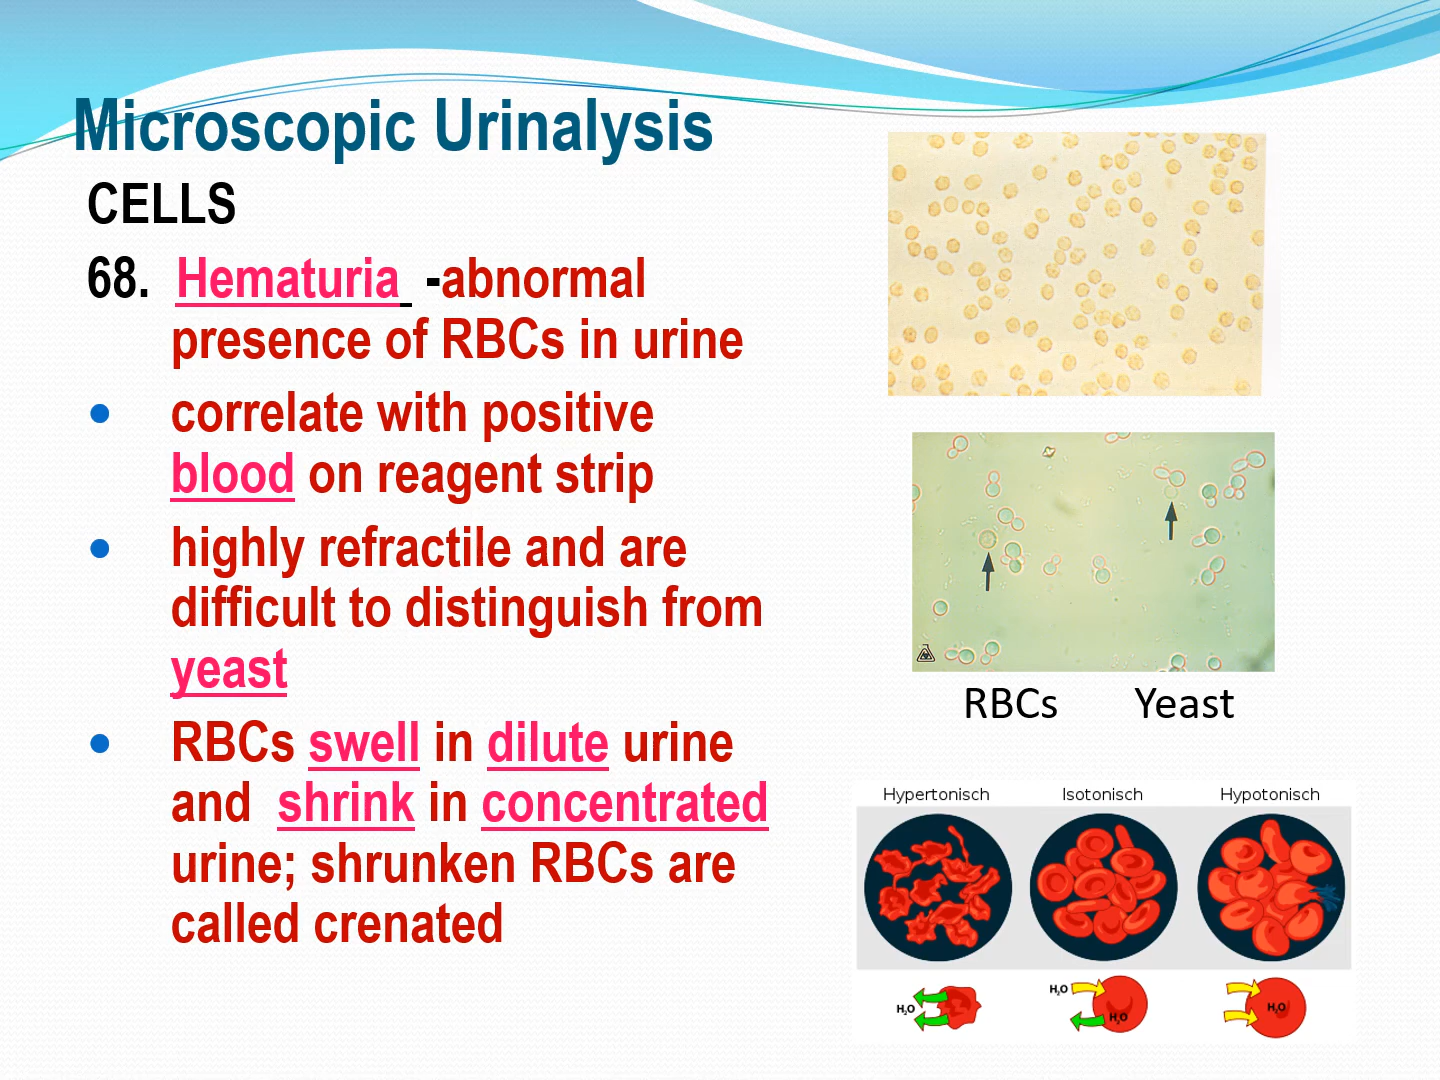 Microscopic Urinalysis
CELLS
68. Hematuria -abnormal
presence of RBCs in urine
• correlate with positive
blood on reagent strip
• highly refractile and are
difficult to distinguish from
yeast
• RBCs swell in dilute urine
and shrink in concentrated
urine; shrunken RBCs are
called crenated
RBCs Yeast
Hypertonisch Isotonisch Hypotonisch
H₂O
H₂O
H₂O
H₂O